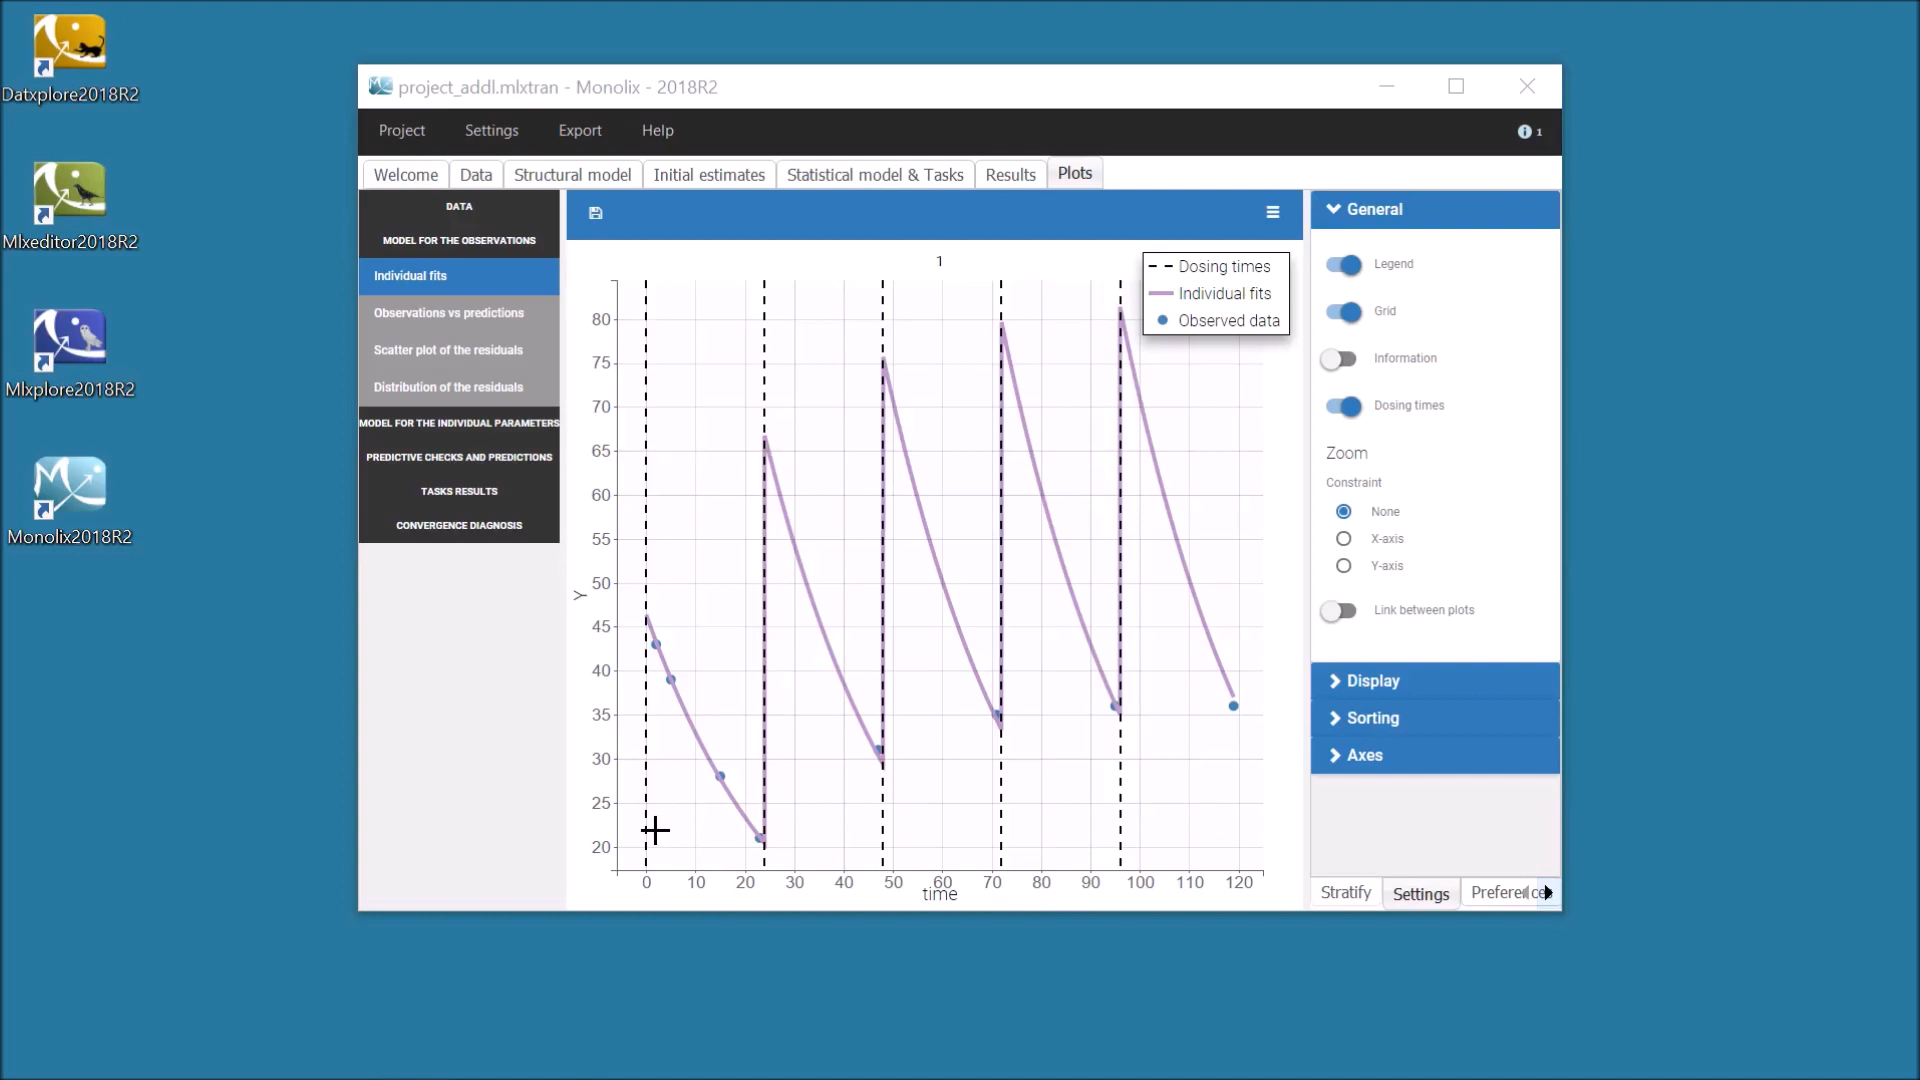 Datxplore2018R2
Mlxeditor2018R2
Mlxplore2018R2
Monolix2018R2
project_addl.mlxtran - Monolix - 2018R2
Project Settings Export Help 1
Welcome Data Structural model Initial estimates Statistical model & Tasks Results Plots
DATA
MODEL FOR THE OBSERVATIONS
Individual fits
Observations vs predictions
Scatter plot of the residuals
Distribution of the residuals
MODEL FOR THE INDIVIDUAL PARAMETERS
PREDICTIVE CHECKS AND PREDICTIONS
TASKS RESULTS
CONVERGENCE DIAGNOSIS
1
Dosing times
Individual fits
Observed data
80
75
70
65
60
55
50
45
40
35
30
25
20
Y
0 10 20 30 40 50 60 70 80 90 100 110 120
time
General
Legend
Grid
Information
Dosing times
Zoom
Constraint
None
X-axis
Y-axis
Link between plots
Display
Sorting
Axes
Stratify Settings Preferences